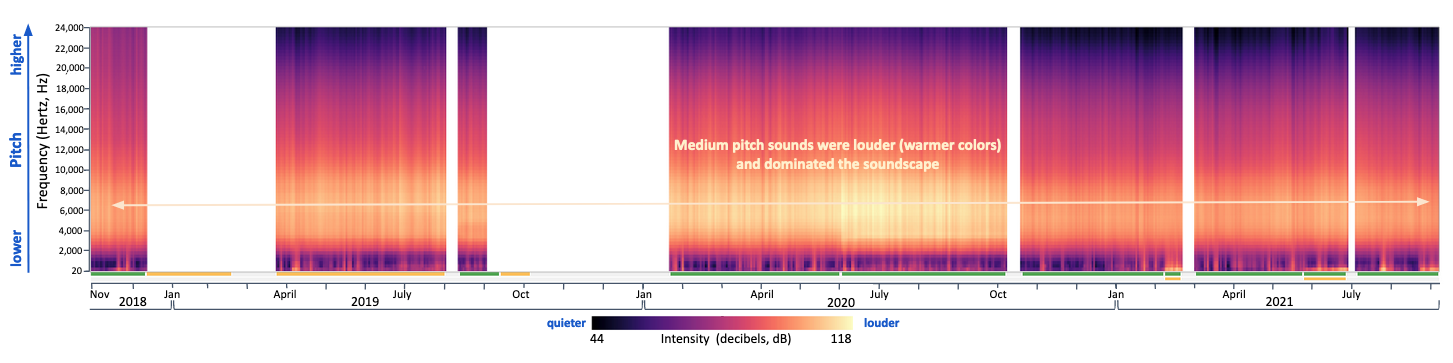 higher
Pitch
lower
Frequency (Hertz, Hz)
24,000
22,000
20,000
18,000
16,000
14,000
12,000
10,000
8,000
6,000
4,000
2,000
20
Medium pitch sounds were louder (warmer colors)
and dominated the soundscape
Nov Jan April July Oct Jan April July Oct Jan April July
2018 2019 2020 2021
quieter louder
44 Intensity (decibels, dB) 118